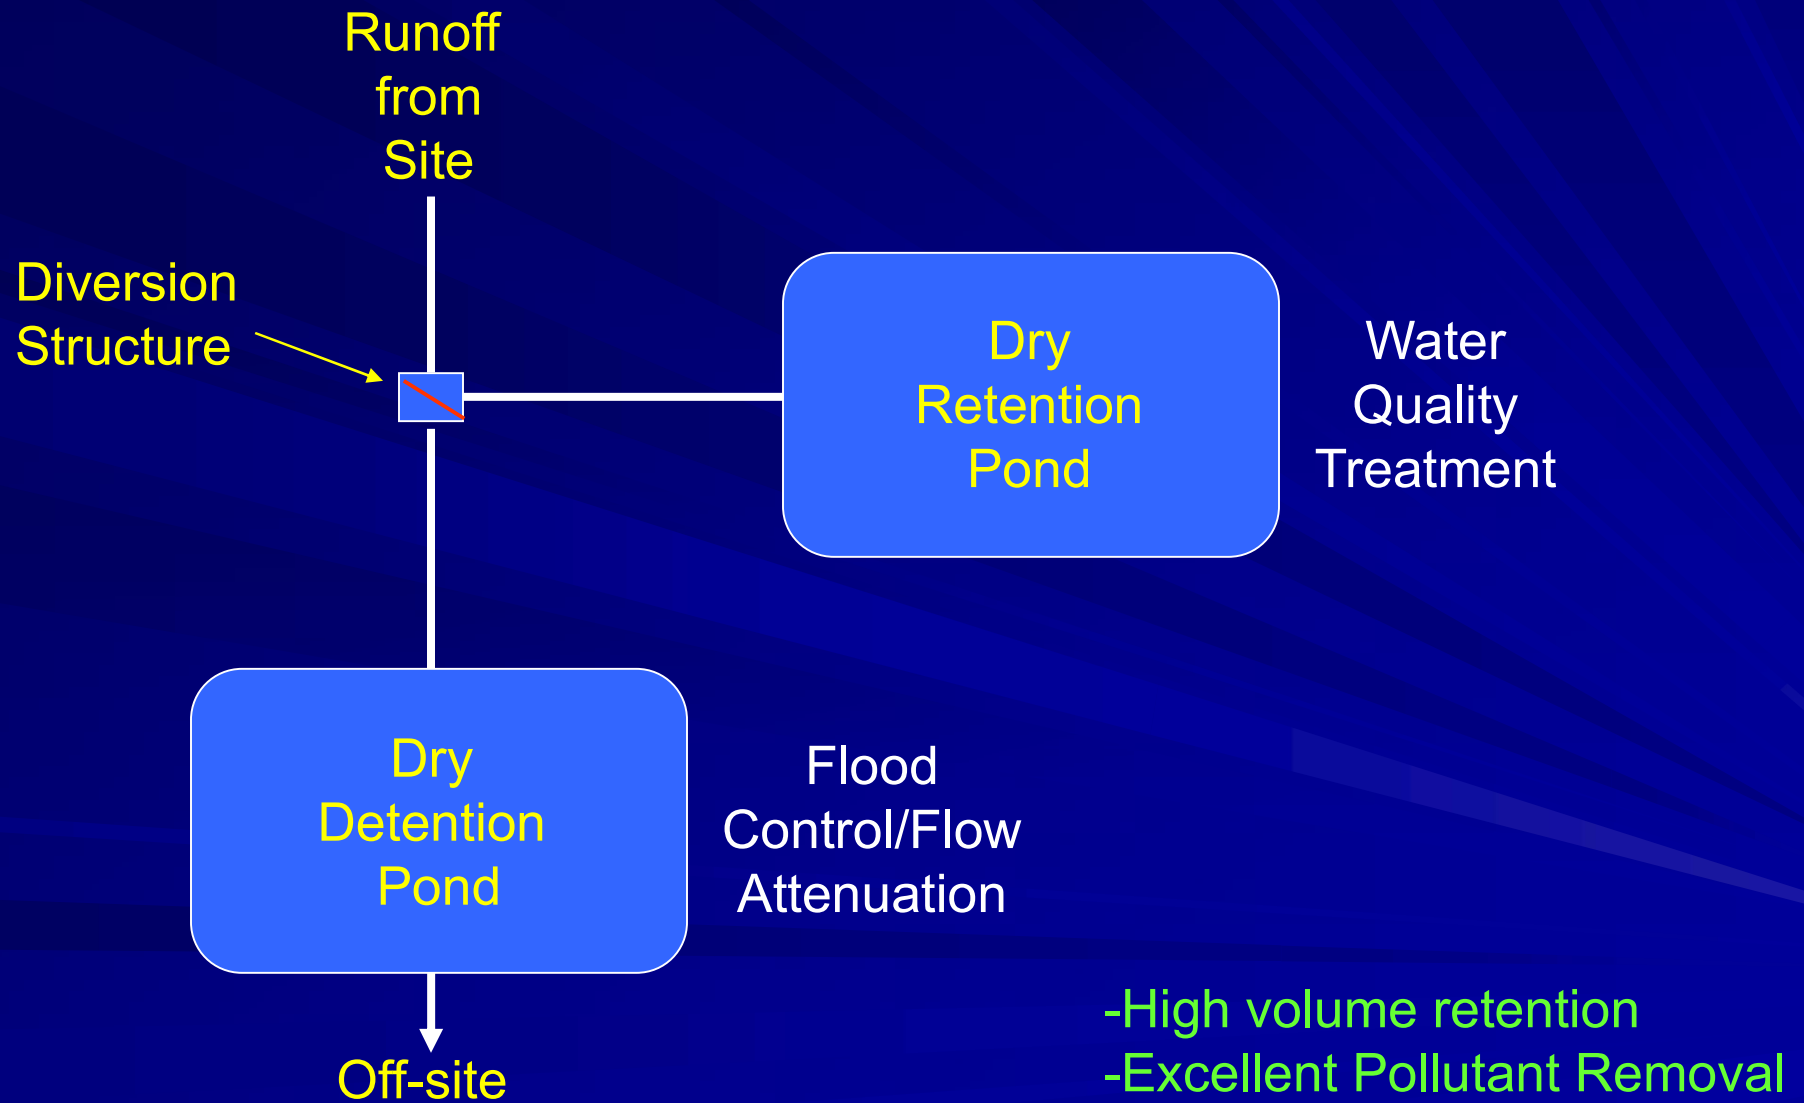 Runoff
from
Site
Diversion
Structure
Dry
Retention
Pond
Water
Quality
Treatment
Dry
Detention
Pond
Flood
Control/Flow
Attenuation
Off-site
-High volume retention
-Excellent Pollutant Removal